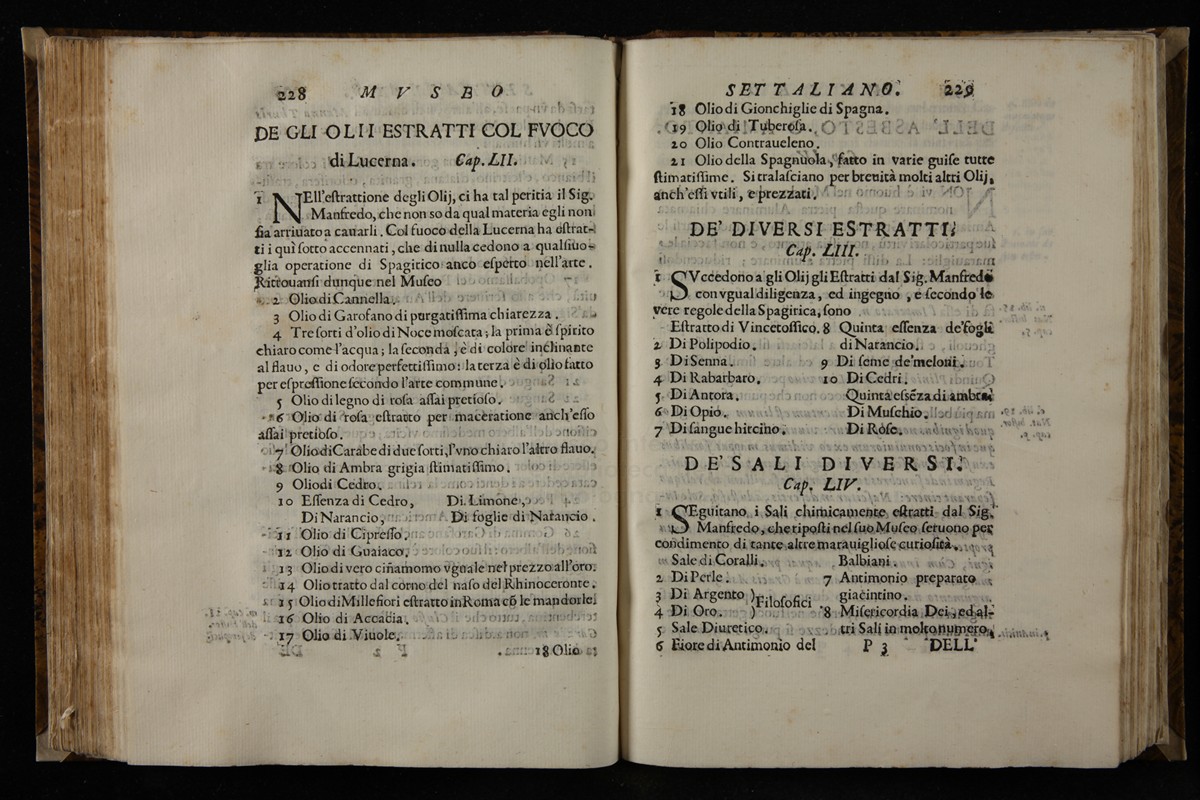 228 MVSEO
DE GLI OLII ESTRATTI COL FVOCO
di Lucerna. Cap. LII.
1 NEll'eſtrattione degli Olij, ci ha tal peritia il Sig.
Manfredo, che non so da qual materia egli non
ſia arriuato a cauarli. Col fuoco della Lucerna ha eſtrat-
ti i quì ſotto accennati, che di nulla cedono a qualſiuo-
glia operatione di Spagirico anco eſperto nell'arte.
Rittouanſi dunque nel Muſeo
2 Olio di Cannella.
3 Olio di Garofano di purgatiſſima chiarezza.
4 Tre ſorti d'olio di Noce moſcata; la prima è ſpirito
chiaro come l'acqua; la ſeconda, è di colore inclinante
al flauo, e di odore perfettiſſimo: la terza è di olio fatto
per eſpreſſione ſecondo l'arte commune.
5 Olio di legno di roſa aſſai pretioſo.
6 Olio di roſa eſtratto per maceratione anch'eſſo
aſſai pretioſo.
7 Olio di Carabe di due ſorti, l'vno chiaro l'altro flauo.
8 Olio di Ambra grigia ſtimatiſſimo.
9 Olio di Cedro.
10 Eſſenza di Cedro, Di Limone,
Di Narancio, Di foglie di Narancio.
11 Olio di Cipreſſo.
12 Olio di Guaiaco.
13 Olio di vero ciñamomo vguale nel prezzo all'oro.
14 Olio tratto dal corno del naſo del Rhinoceronte.
15 Olio di Millefiori eſtratto in Roma cõ le mandorle.
16 Olio di Accacia.
17 Olio di Viuole.
18 Olio
SETTALIANO. 229
18 Olio di Gionchiglie di Spagna.
19 Olio di Tuberoſa.
20 Olio Contraueleno.
21 Olio della Spagnuola, fatto in varie guiſe tutte
ſtimatiſſime. Si tralaſciano per breuità molti altri Olij,
anch'eſſi vtili, e prezzati.
DE' DIVERSI ESTRATTI.
Cap. LIII.
1 SVccedono a gli Olij gli Eſtratti dal Sig. Manfredo
con vgual diligenza, ed ingegno, e ſecondo le
vere regole della Spagirica, ſono
Eſtratto di Vincetoſſico.
2 Di Polipodio.
3 Di Senna.
4 Di Rabarbaro.
5 Di Antora.
6 Di Opio.
7 Di ſangue hircino.
8 Quinta eſſenza de'fogli
di Narancio.
9 Di ſeme de'meloni.
10 Di Cedri.
Quinta eſsẽza di ambra
Di Muſchio.
Di Roſe.
DE' SALI DIVERSI.
Cap. LIV.
1 SEguitano i Sali chimicamente eſtratti dal Sig.
Manfredo, che ripoſti nel ſuo Muſeo ſeruono per
condimento di tante altre marauiglioſe curioſità.
Sale di Coralli.
2 Di Perle.
3 Di Argento )
4 Di Oro. ) Filoſofici
5 Sale Diuretico.
6 Fiore di Antimonio del
Balbiani.
7 Antimonio preparato
giacintino.
8 Miſericordia Dei, ed al-
tri Sali in molto numero.
P 3 DELL'